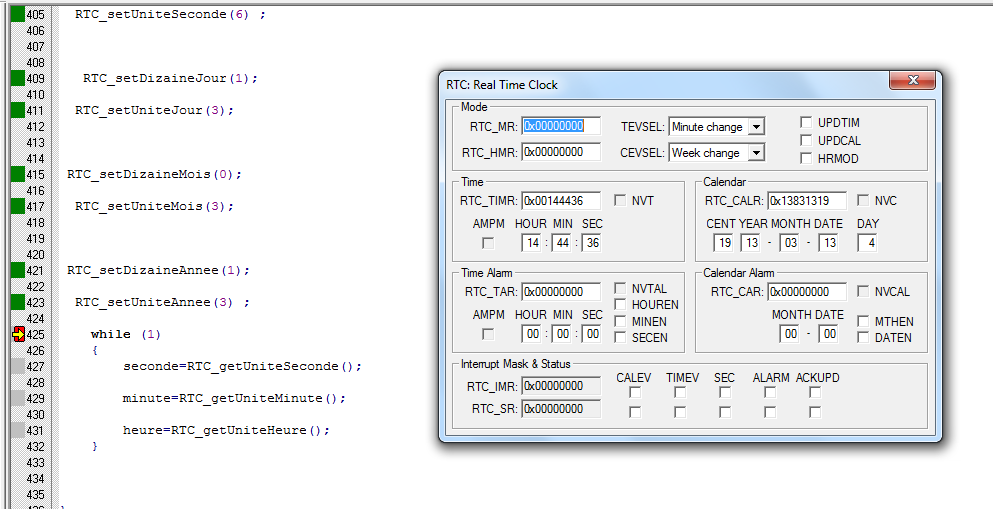 405 RTC_setUniteSeconde(6) ;
406
407
408
409 RTC_setDizaineJour(1);
410
411 RTC_setUniteJour(3);
412
413
414
415 RTC_setDizaineMois(0);
416
417 RTC_setUniteMois(3);
418
419
420
421 RTC_setDizaineAnnee(1);
422
423 RTC_setUniteAnnee(3) ;
424
425 while (1)
426 {
427 seconde=RTC_getUniteSeconde();
428
429 minute=RTC_getUniteMinute();
430
431 heure=RTC_getUniteHeure();
432 }
433
434
435
RTC: Real Time Clock
Mode
RTC_MR: 0x00000000 TEVSEL: Minute change UPDTIM
UPDCAL
RTC_HMR: 0x00000000 CEVSEL: Week change HRMOD
Time
RTC_TIMR: 0x00144436 NVT
AMPM HOUR MIN SEC
14 : 44 : 36
Calendar
RTC_CALR: 0x13831319 NVC
CENT YEAR MONTH DATE DAY
19 13 - 03 - 13 4
Time Alarm
RTC_TAR: 0x00000000 NVTAL
HOUREN
AMPM HOUR MIN SEC MINEN
00 : 00 : 00 SECEN
Calendar Alarm
RTC_CAR: 0x00000000 NVCAL
MONTH DATE MTHEN
00 - 00 DATEN
Interrupt Mask & Status
CALEV TIMEV SEC ALARM ACKUPD
RTC_IMR: 0x00000000
RTC_SR: 0x00000000